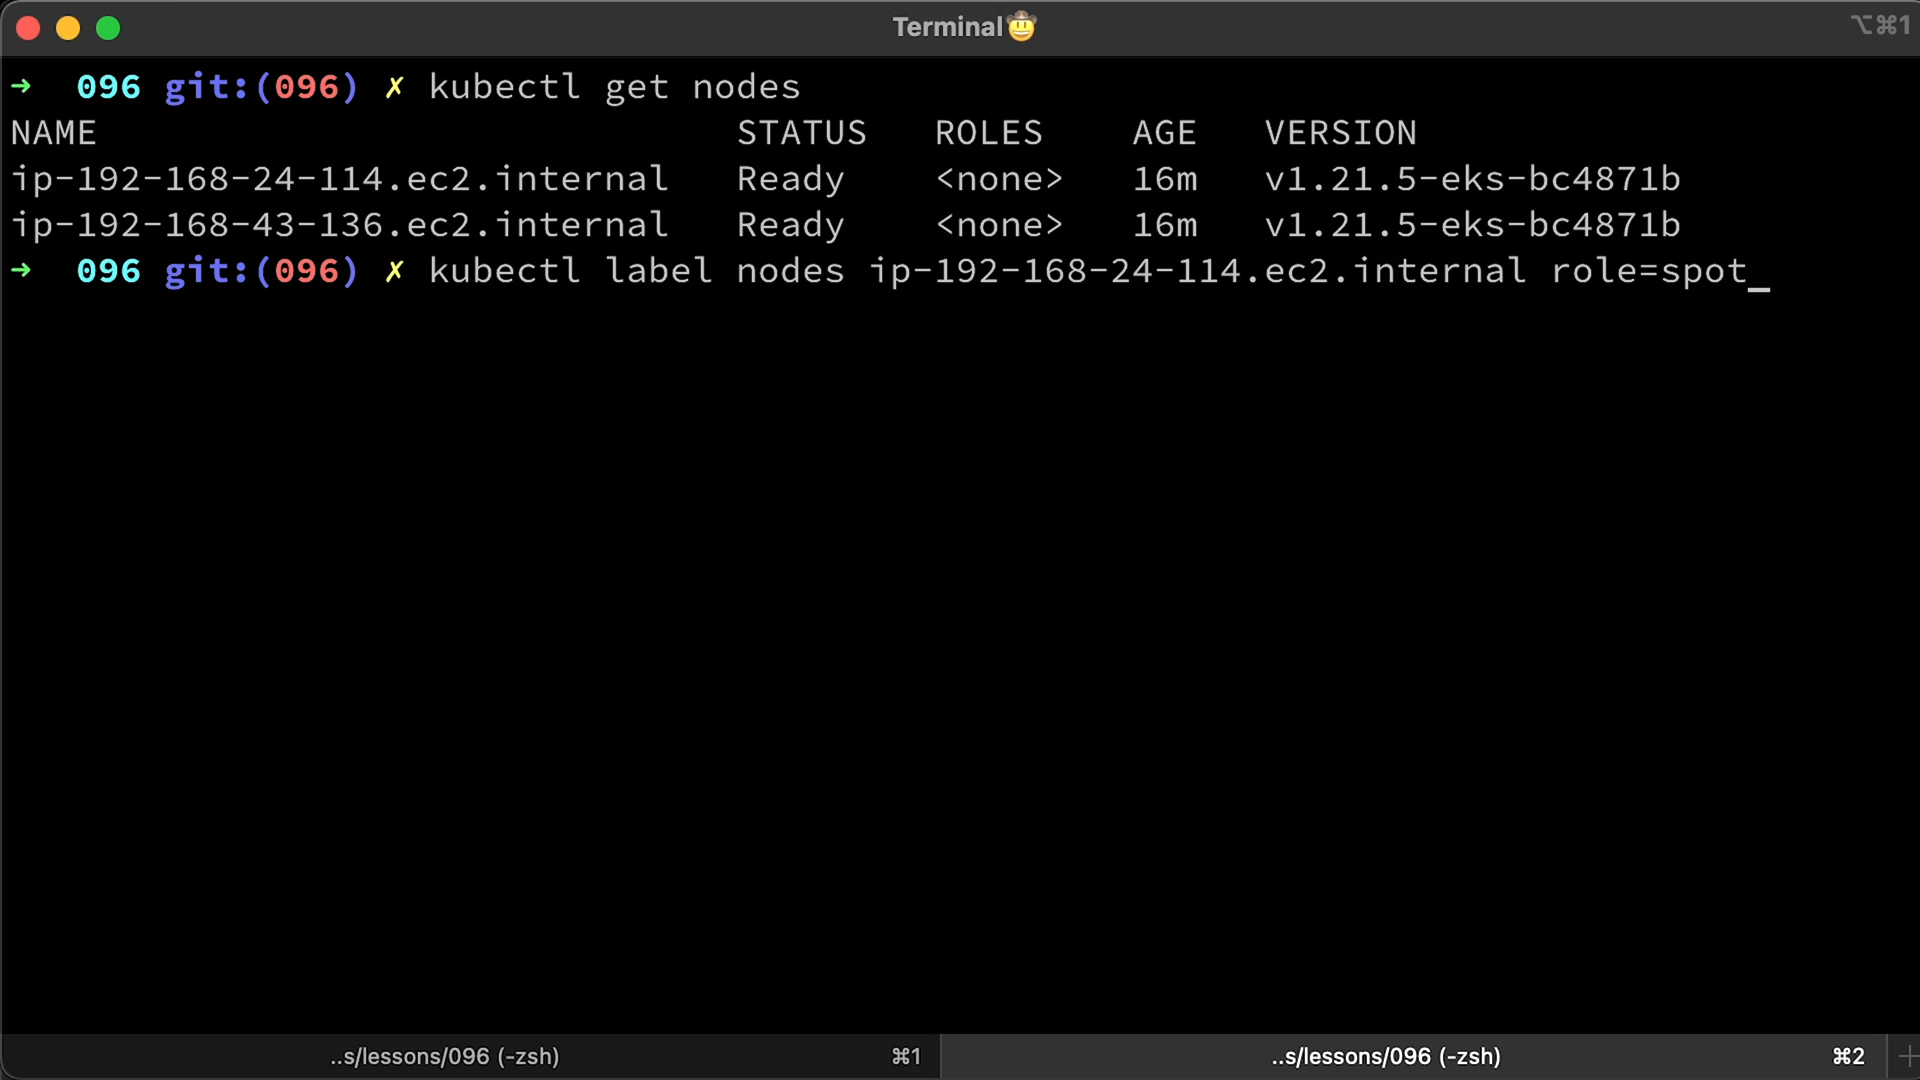 Terminal🤠 ⌥⌘1
➜ 096 git:(096) ✗ kubectl get nodes
NAME STATUS ROLES AGE VERSION
ip-192-168-24-114.ec2.internal Ready <none> 16m v1.21.5-eks-bc4871b
ip-192-168-43-136.ec2.internal Ready <none> 16m v1.21.5-eks-bc4871b
➜ 096 git:(096) ✗ kubectl label nodes ip-192-168-24-114.ec2.internal role=spot_
..s/lessons/096 (-zsh) ⌘1 ..s/lessons/096 (-zsh) ⌘2 +